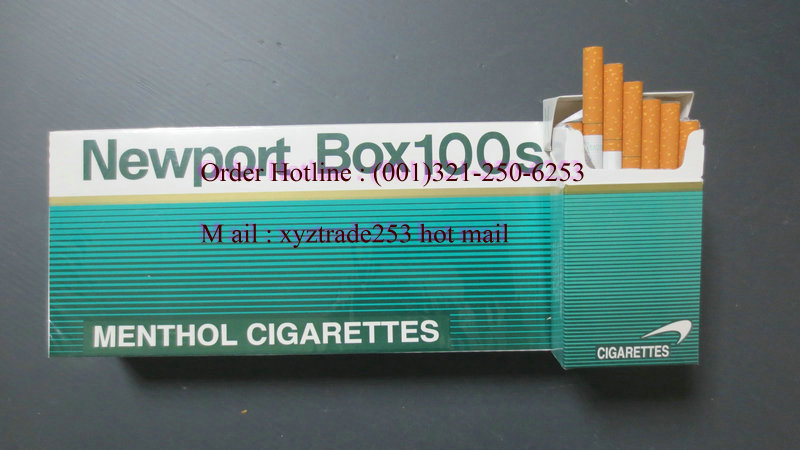 Newport Box100s
Order Hotline : (001)321-250-6253
M ail : xyztrade253 hot mail
MENTHOL CIGARETTES
CIGARETTES